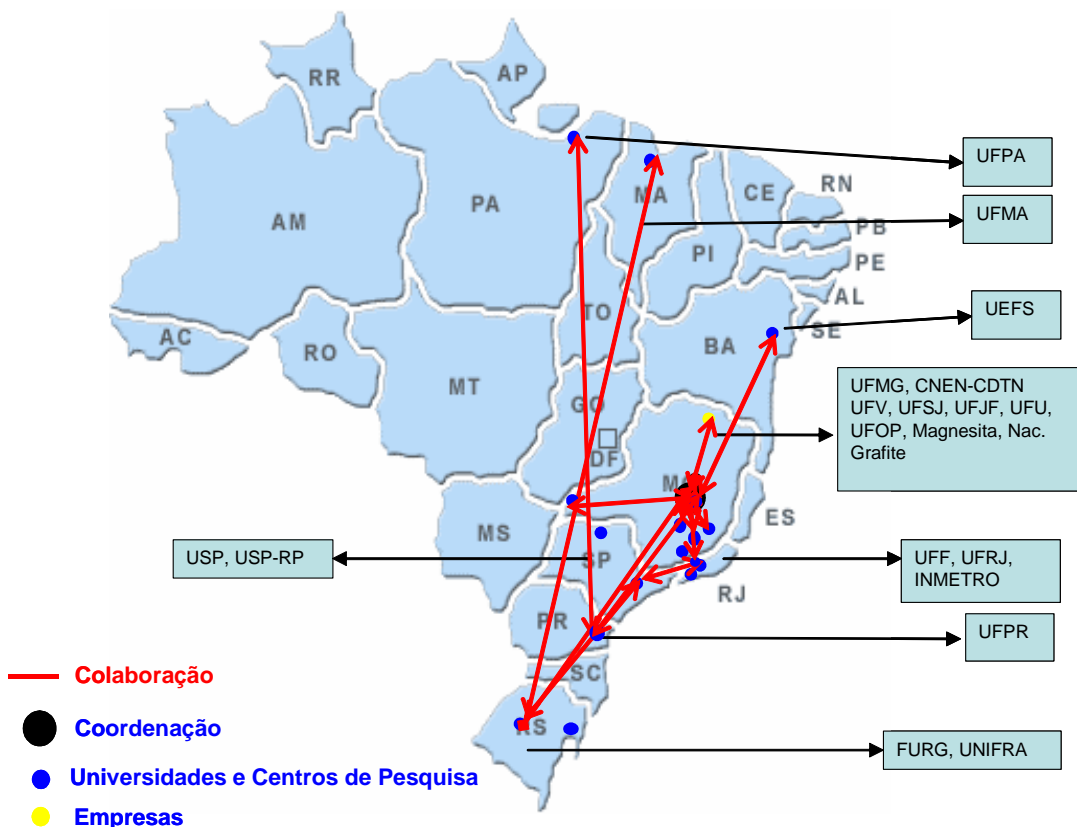 RR
AP
UFPA
AM
PA
MA
CE
RN
UFMA
PB
PI
PE
AL
TO
UEFS
SE
AC
RO
BA
MT
GO
UFMG, CNEN-CDTN
UFV, UFSJ, UFJF, UFU,
UFOP, Magnesita, Nac.
Grafite
DF
MS
ES
USP, USP-RP
SP
UFF, UFRJ,
INMETRO
RJ
PR
UFPR
SC
Colaboração
RS
Coordenação
FURG, UNIFRA
Universidades e Centros de Pesquisa
Empresas